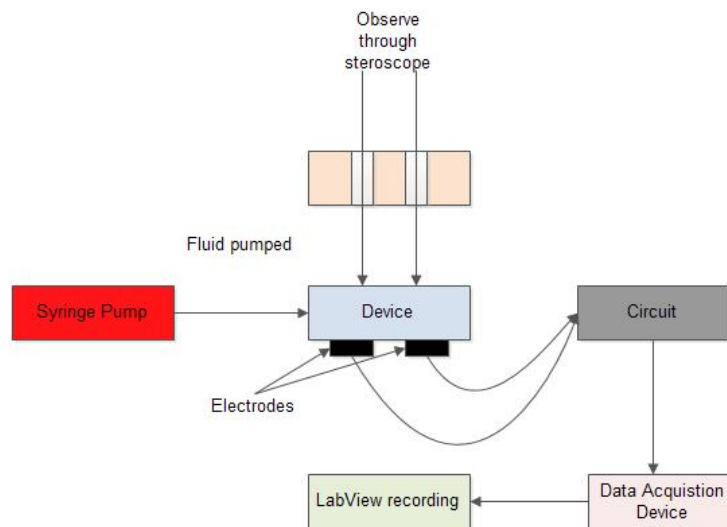 Observe
through
steroscope
Fluid pumped
Syringe Pump
Device
Circuit
Electrodes
LabView recording
Data Acquistion
Device